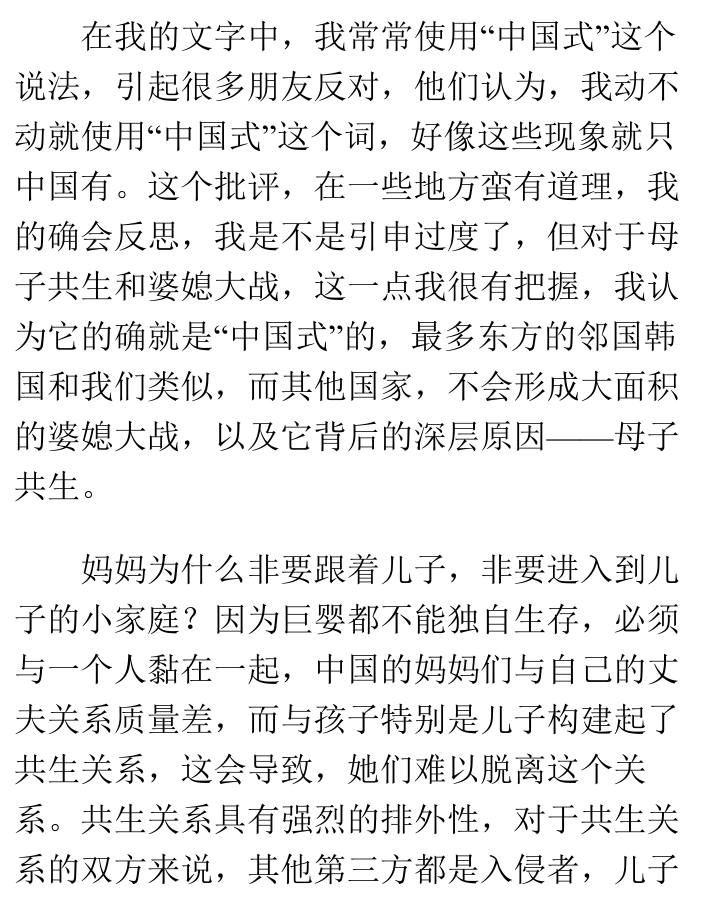 在我的文字中，我常常使用“中国式”这个
说法，引起很多朋友反对，他们认为，我动不
动就使用“中国式”这个词，好像这些现象就只
中国有。这个批评，在一些地方蛮有道理，我
的确会反思，我是不是引申过度了，但对于母
子共生和婆媳大战，这一点我很有把握，我认
为它的确就是“中国式”的，最多东方的邻国韩
国和我们类似，而其他国家，不会形成大面积
的婆媳大战，以及它背后的深层原因——母子
共生。
妈妈为什么非要跟着儿子，非要进入到儿
子的小家庭？因为巨婴都不能独自生存，必须
与一个人黏在一起，中国的妈妈们与自己的丈
夫关系质量差，而与孩子特别是儿子构建起了
共生关系，这会导致，她们难以脱离这个关
系。共生关系具有强烈的排外性，对于共生关
系的双方来说，其他第三方都是入侵者，儿子